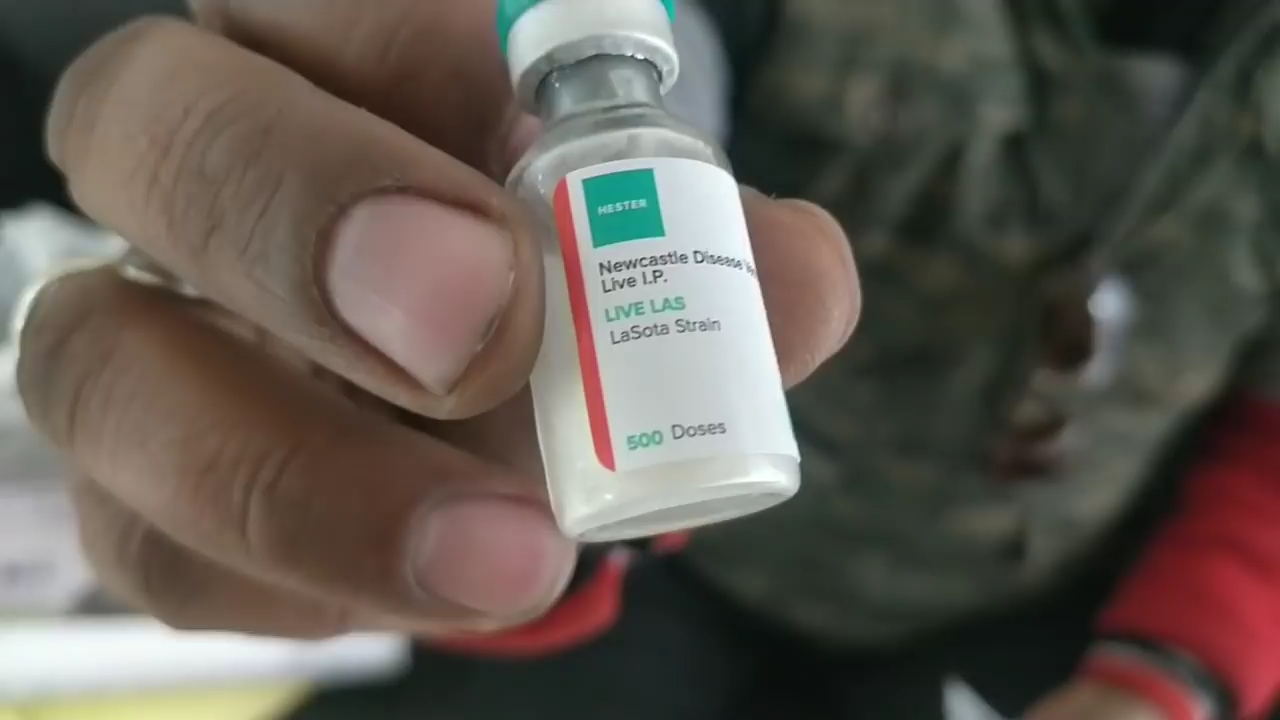 HESTER
Newcastle Disease
Live I.P.
LIVE LAS
LaSota Strain
500 Doses